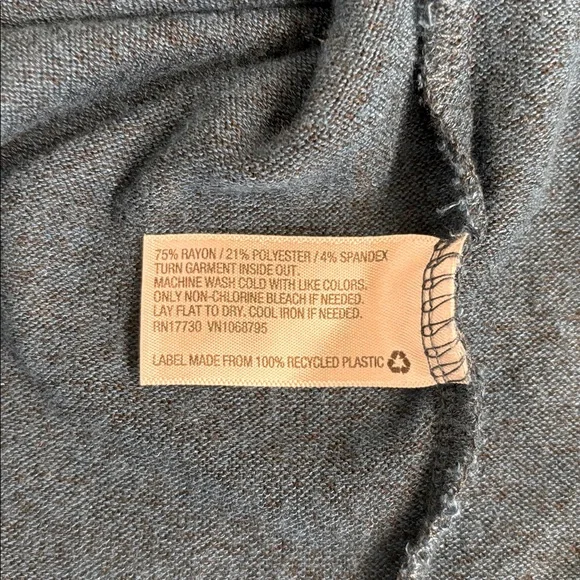 75% RAYON / 21% POLYESTER / 4% SPANDEX
TURN GARMENT INSIDE OUT.
MACHINE WASH COLD WITH LIKE COLORS.
ONLY NON-CHLORINE BLEACH IF NEEDED.
LAY FLAT TO DRY. COOL IRON IF NEEDED.
RN17730 VN1068795
LABEL MADE FROM 100% RECYCLED PLASTIC